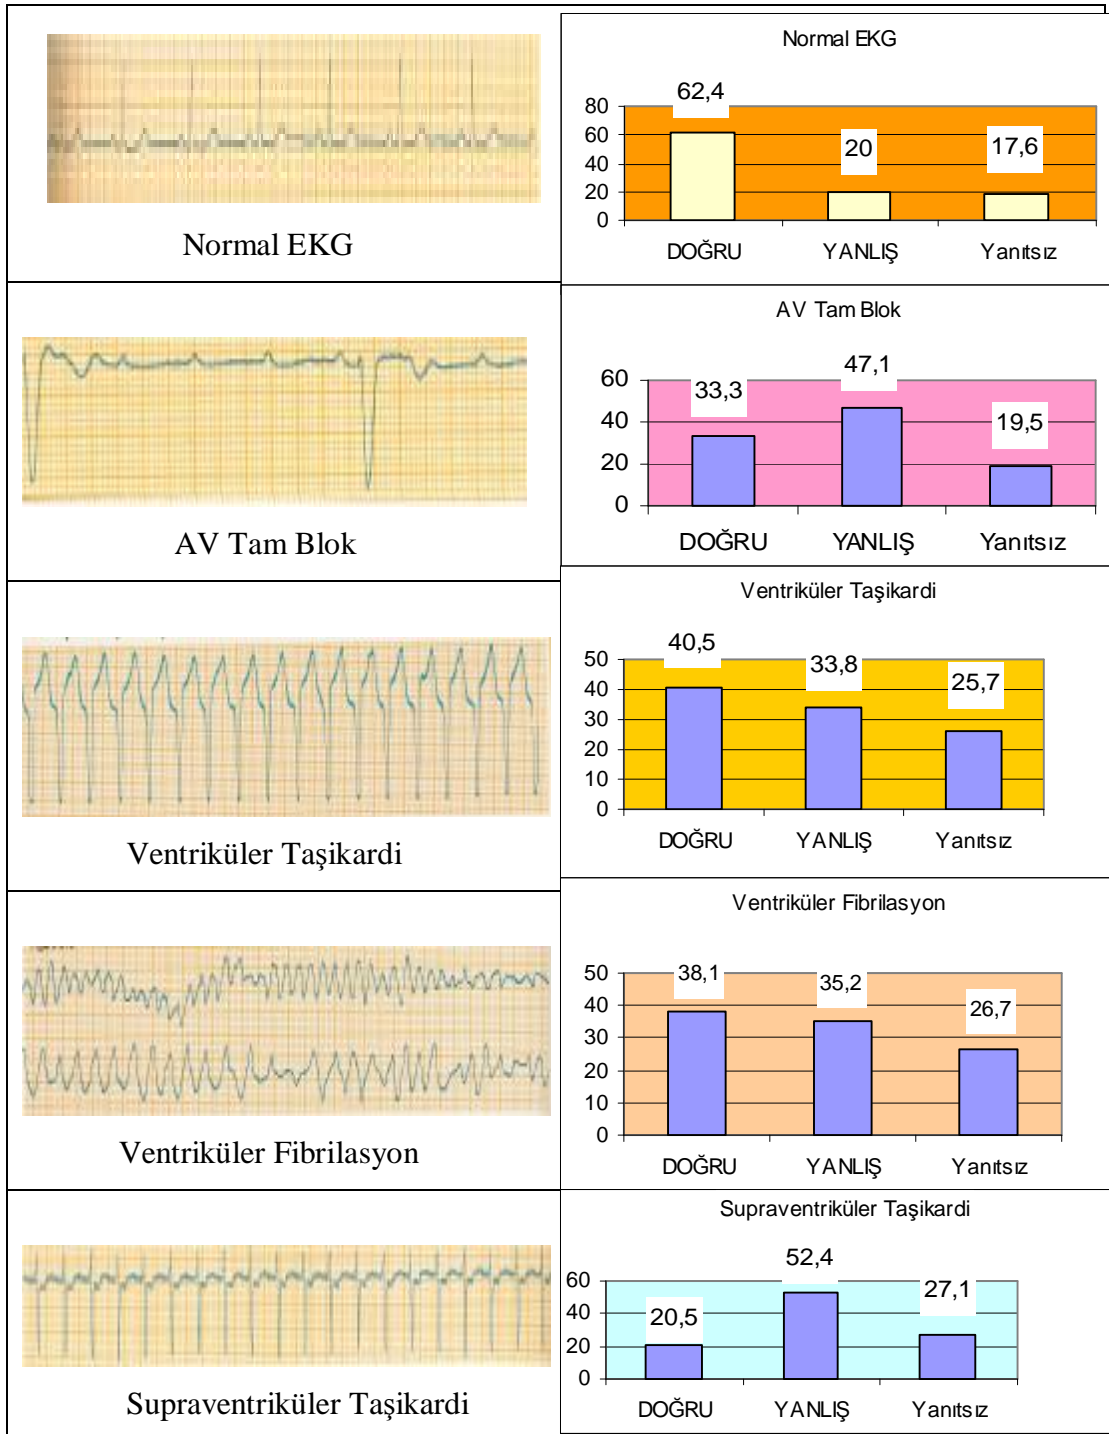 Normal EKG
Normal EKG
62,4
20
17,6
80
60
40
20
0
DOĞRU YANLIŞ Yanıtsız
AV Tam Blok
AV Tam Blok
33,3
47,1
19,5
60
40
20
0
DOĞRU YANLIŞ Yanıtsız
Ventriküler Taşikardi
Ventriküler Taşikardi
40,5
33,8
25,7
50
40
30
20
10
0
DOĞRU YANLIŞ Yanıtsız
Ventriküler Fibrilasyon
Ventriküler Fibrilasyon
38,1
35,2
26,7
50
40
30
20
10
0
DOĞRU YANLIŞ Yanıtsız
Supraventriküler Taşikardi
Supraventriküler Taşikardi
20,5
52,4
27,1
60
40
20
0
DOĞRU YANLIŞ Yanıtsız